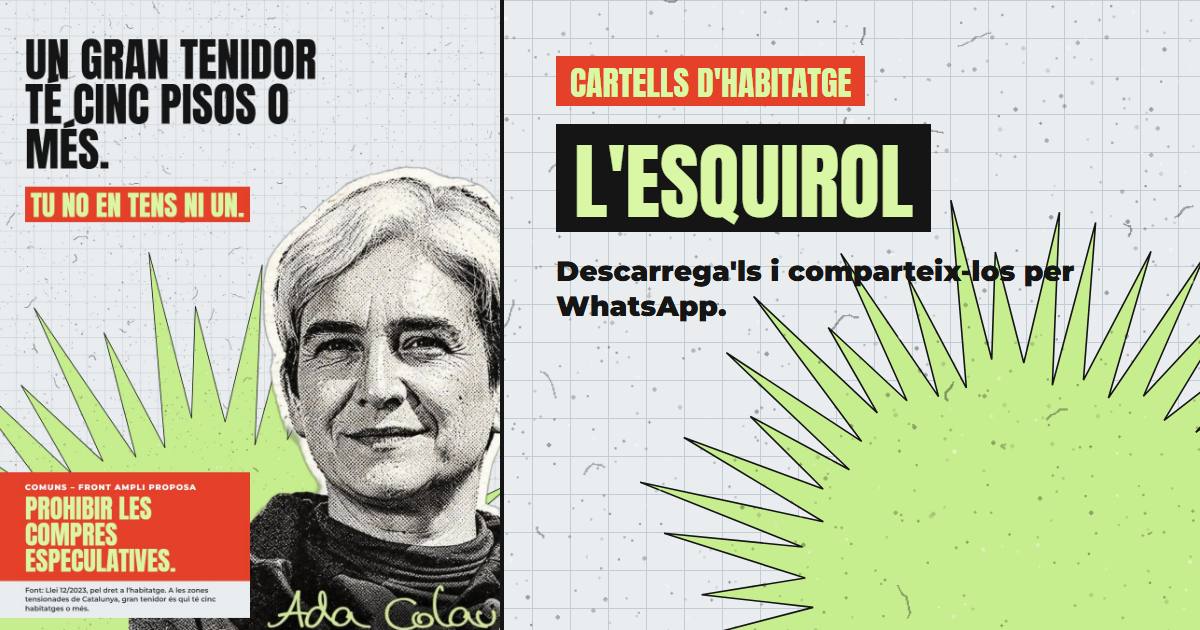 UN GRAN TENIDOR
TÉ CINC PISOS O
MÉS.
TU NO EN TENS NI UN.
COMUNS – FRONT AMPLI PROPOSA
PROHIBIR LES
COMPRES
ESPECULATIVES.
Font: Llei 12/2023, pel dret a l'habitatge. A les zones
tensionades de Catalunya, gran tenidor és qui té cinc
habitatges o més.
Ada Colau
CARTELLS D'HABITATGE
L'ESQUIROL
Descarrega'ls i comparteix-los per
WhatsApp.